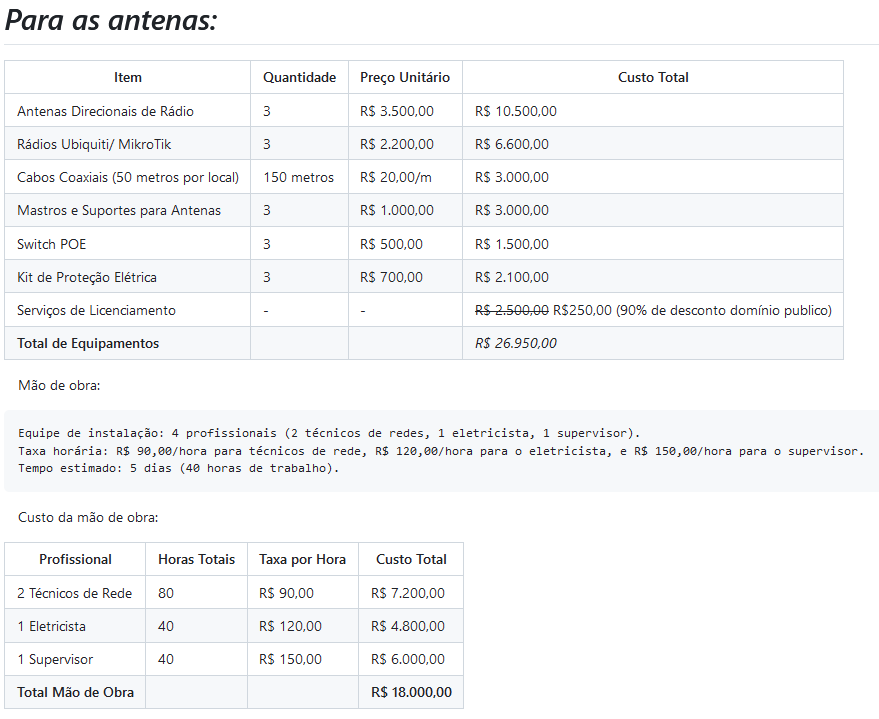 Para as antenas:
Item Quantidade Preço Unitário Custo Total
Antenas Direcionais de Rádio 3 R$ 3.500,00 R$ 10.500,00
Rádios Ubiquiti/ MikroTik 3 R$ 2.200,00 R$ 6.600,00
Cabos Coaxiais (50 metros por local) 150 metros R$ 20,00/m R$ 3.000,00
Mastros e Suportes para Antenas 3 R$ 1.000,00 R$ 3.000,00
Switch POE 3 R$ 500,00 R$ 1.500,00
Kit de Proteção Elétrica 3 R$ 700,00 R$ 2.100,00
Serviços de Licenciamento - - R$ 2.500,00 R$250,00 (90% de desconto domínio publico)
Total de Equipamentos R$ 26.950,00
Mão de obra:
Equipe de instalação: 4 profissionais (2 técnicos de redes, 1 eletricista, 1 supervisor).
Taxa horária: R$ 90,00/hora para técnicos de rede, R$ 120,00/hora para o eletricista, e R$ 150,00/hora para o supervisor.
Tempo estimado: 5 dias (40 horas de trabalho).
Custo da mão de obra:
Profissional Horas Totais Taxa por Hora Custo Total
2 Técnicos de Rede 80 R$ 90,00 R$ 7.200,00
1 Eletricista 40 R$ 120,00 R$ 4.800,00
1 Supervisor 40 R$ 150,00 R$ 6.000,00
Total Mão de Obra R$ 18.000,00